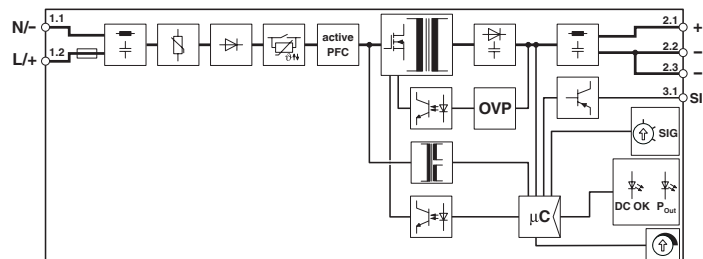 N/– 1.1
L/+ 1.2
active
PFC
2.1 +
2.2 –
2.3 –
3.1 SI
ϑ
OVP
SIG
DC OK P Out
µC